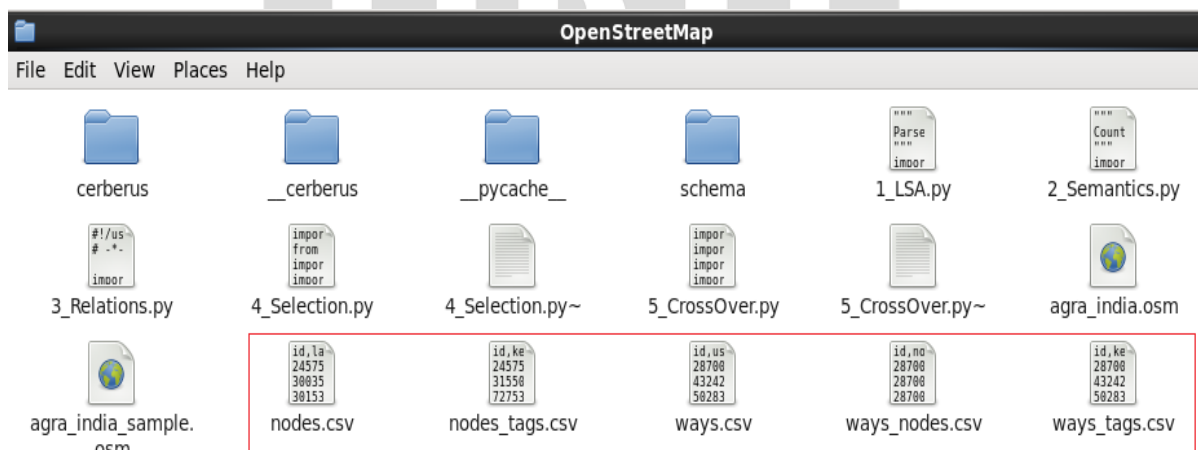 OpenStreetMap
File Edit View Places Help
"""
Parse
"""
impor
"""
Count
"""
impor
cerberus __cerberus __pycache__ schema 1_LSA.py 2_Semantics.py
#!/us
# -*-
impor
impor
from
impor
impor
impor
impor
impor
impor
3_Relations.py 4_Selection.py 4_Selection.py~ 5_CrossOver.py 5_CrossOver.py~ agra_india.osm
id,la
24575
30035
30153
id,ke
24575
31550
72753
id,us
28700
43242
50283
id,no
28700
28700
28700
id,ke
28700
43242
50283
agra_india_sample. nodes.csv nodes_tags.csv ways.csv ways_nodes.csv ways_tags.csv
osm